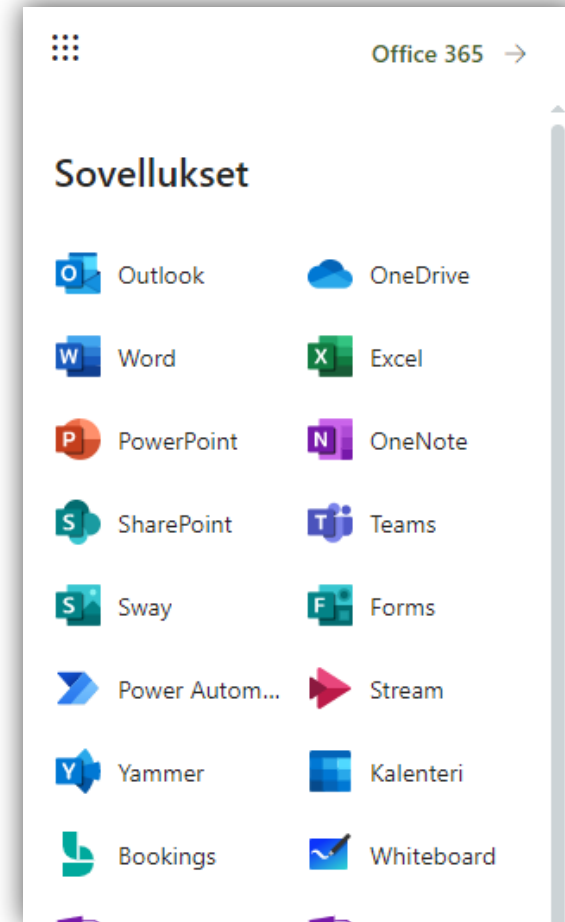 Office 365 →
Sovellukset
Outlook OneDrive
Word Excel
PowerPoint OneNote
SharePoint Teams
Sway Forms
Power Autom... Stream
Yammer Kalenteri
Bookings Whiteboard